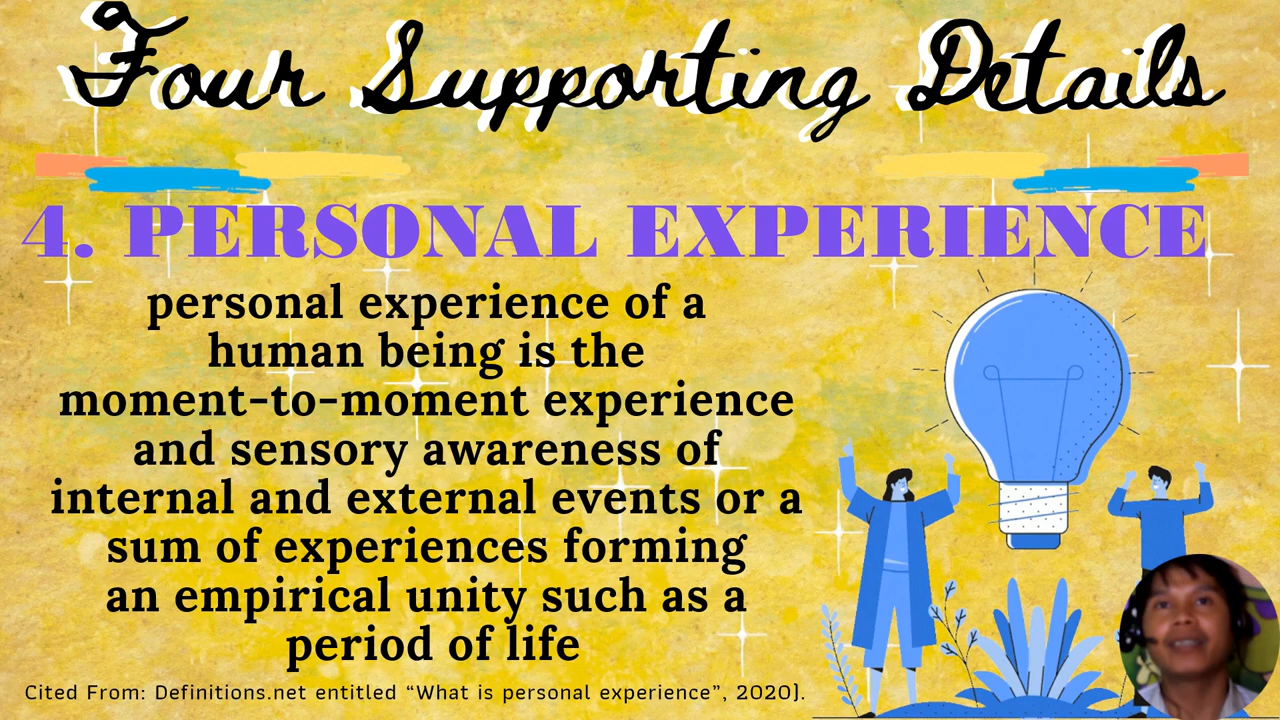 Four Supporting Details
4. PERSONAL EXPERIENCE
personal experience of a
human being is the
moment-to-moment experience
and sensory awareness of
internal and external events or a
sum of experiences forming
an empirical unity such as a
period of life
Cited From: Definitions.net entitled “What is personal experience”, 2020].